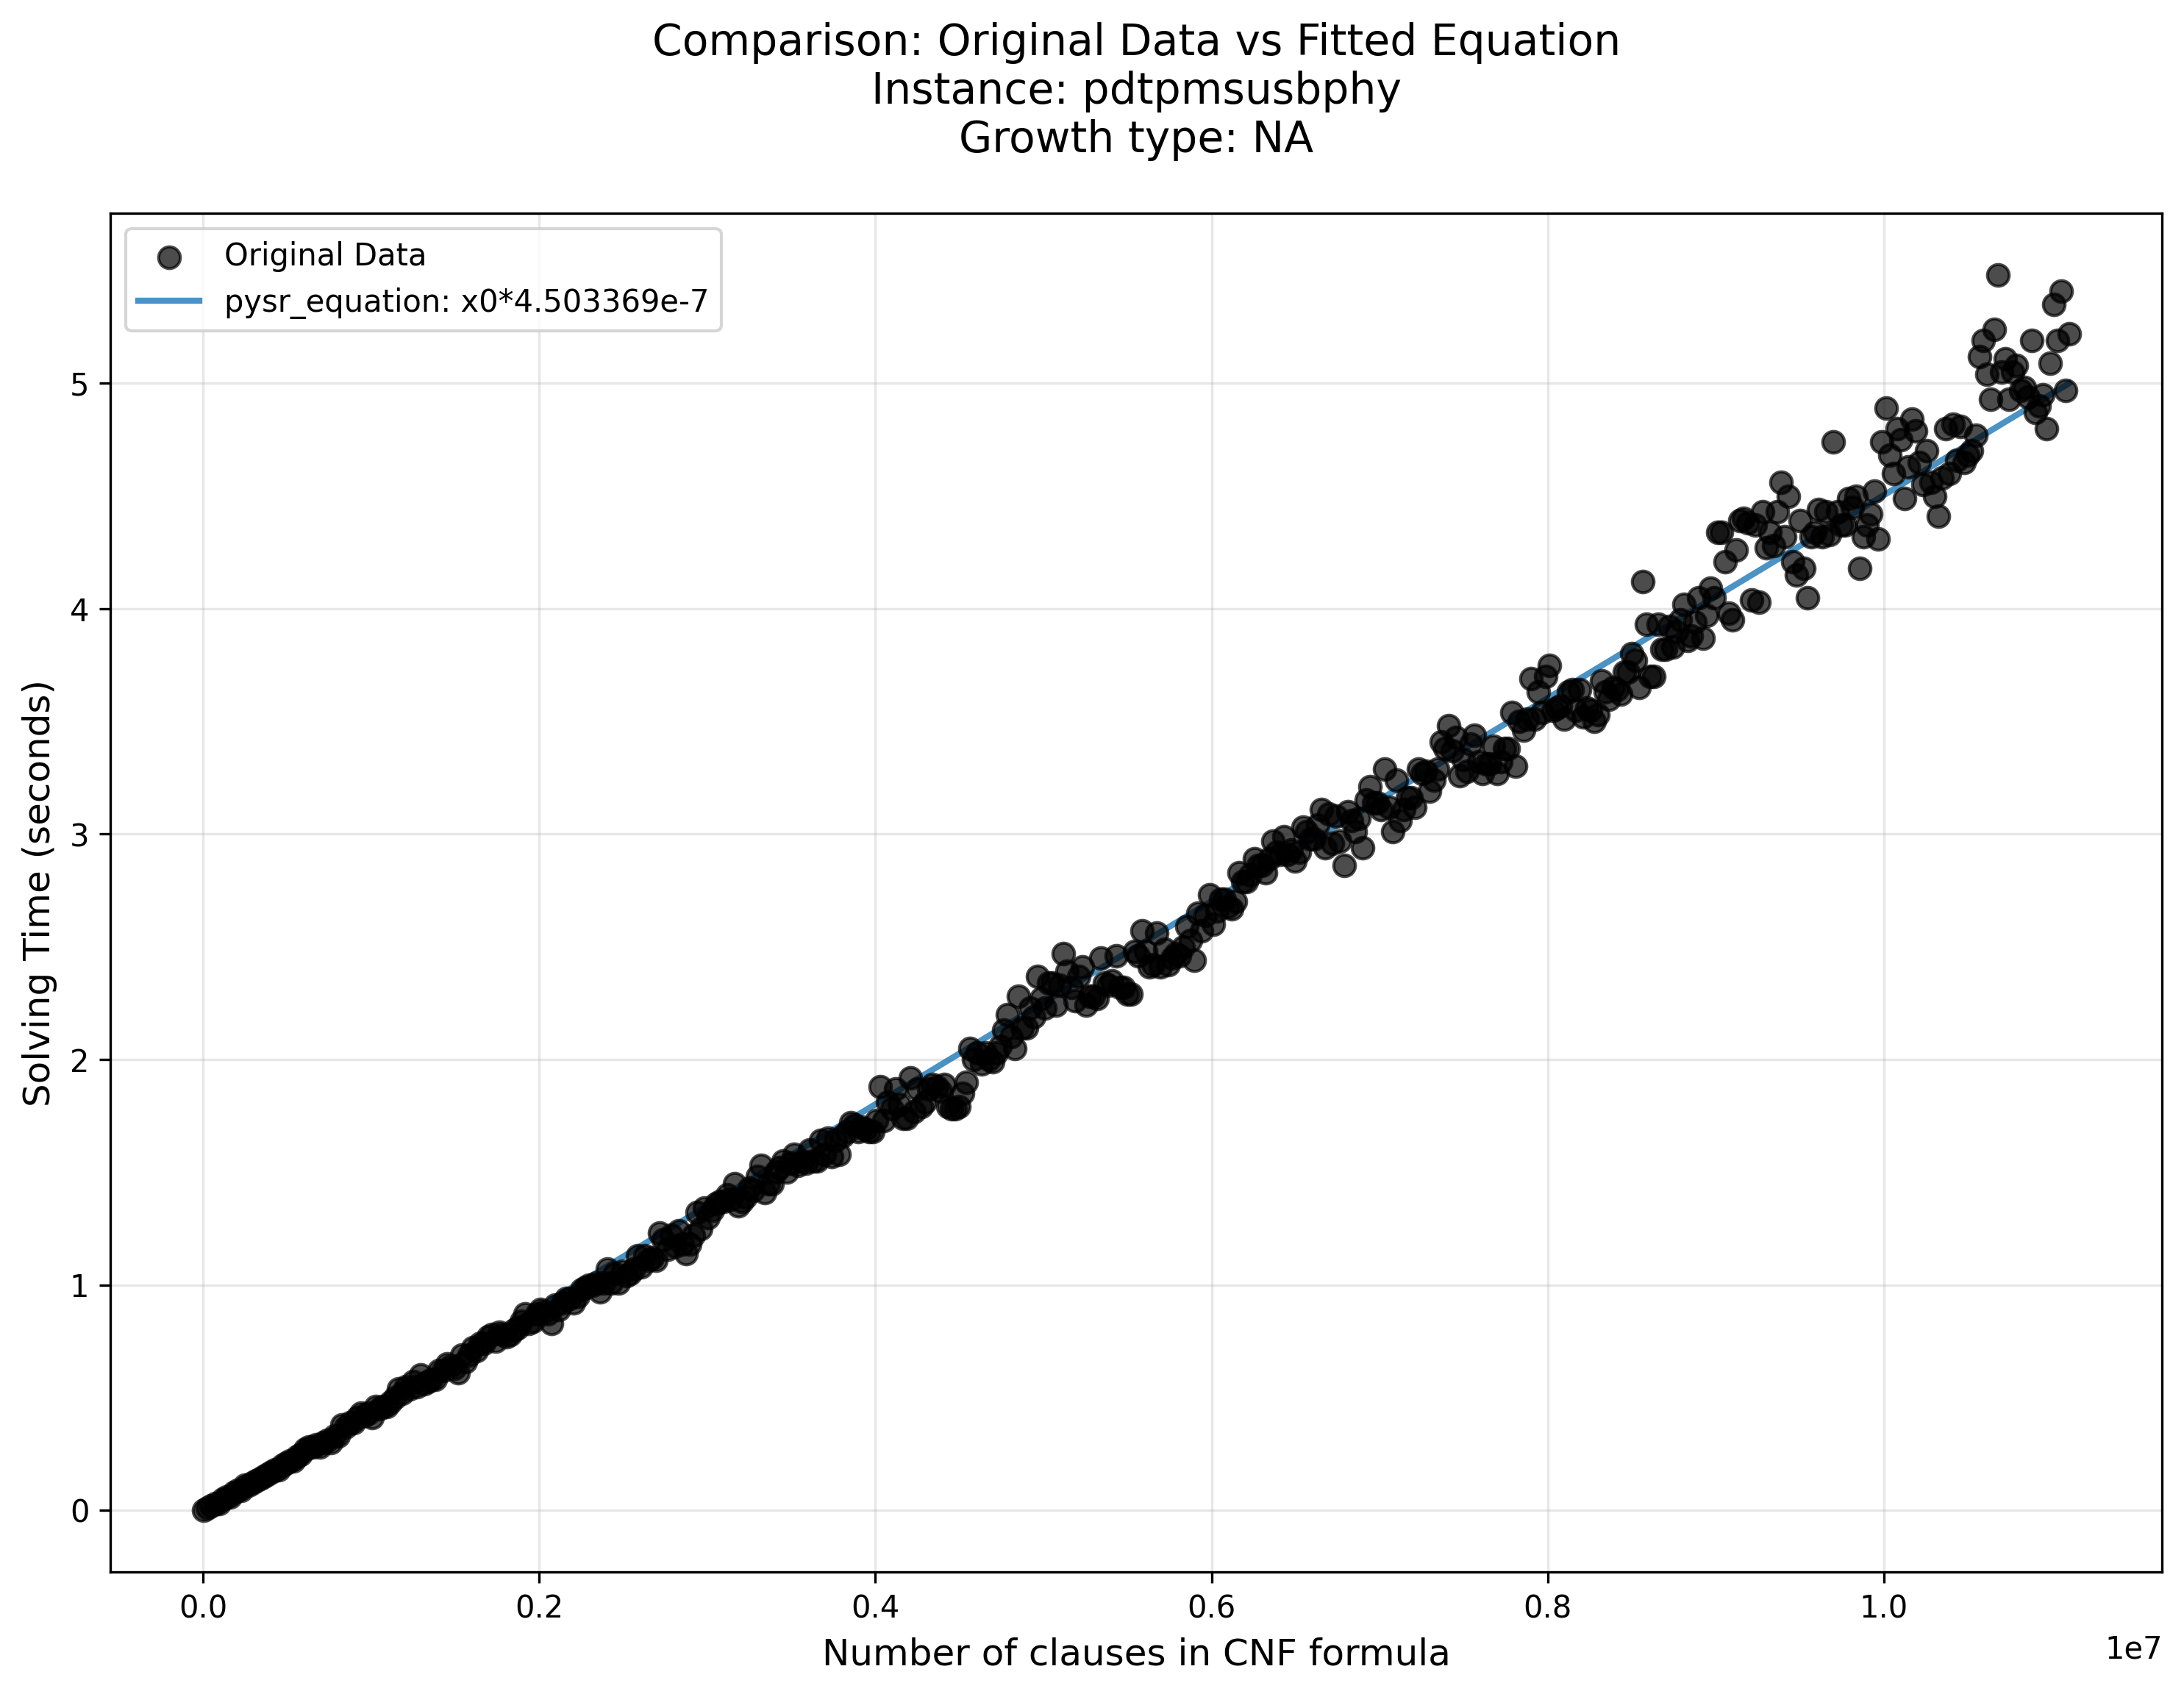 Comparison: Original Data vs Fitted Equation
Instance: pdtpmsusbphy
Growth type: NA
Original Data
pysr_equation: x0*4.503369e-7
Solving Time (seconds)
5
4
3
2
1
0
0.0 0.2 0.4 0.6 0.8 1.0
1e7
Number of clauses in CNF formula